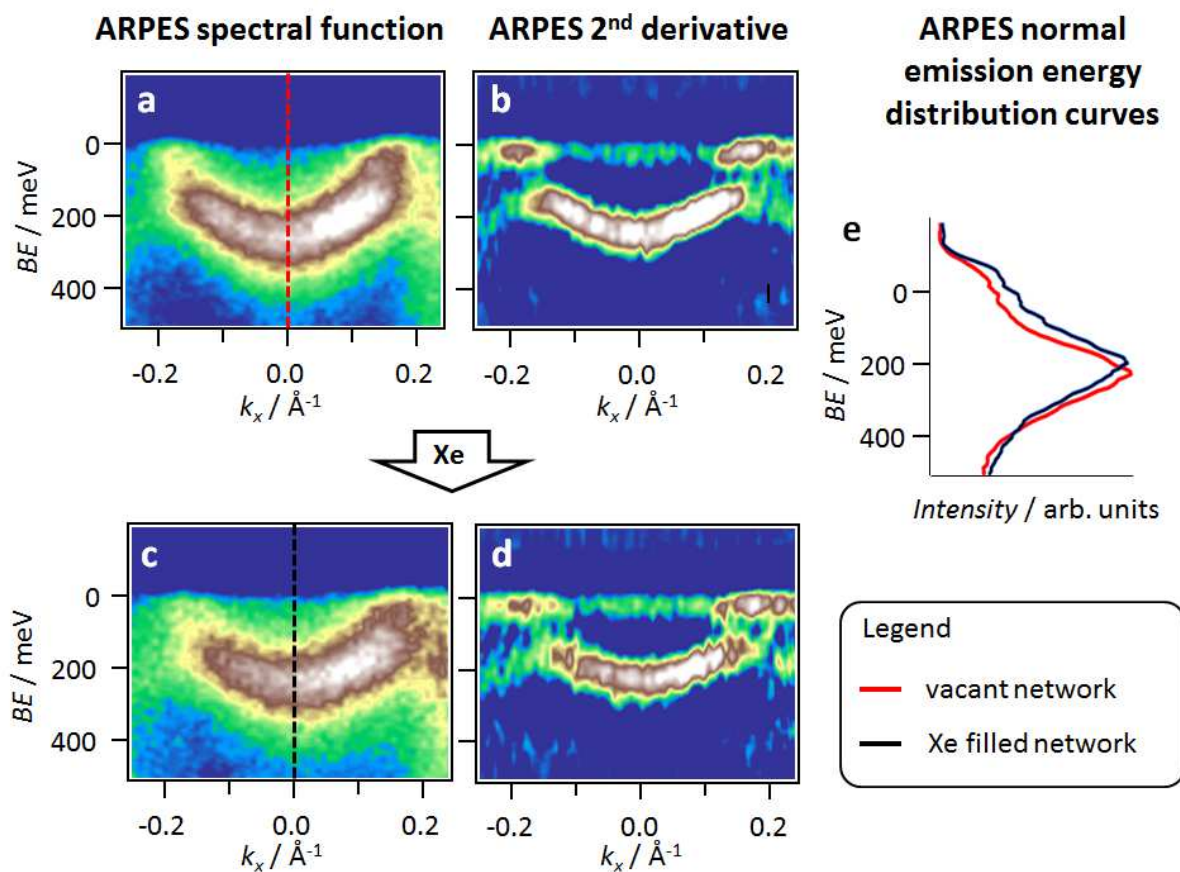 ARPES spectral function
ARPES 2nd derivative
ARPES normal
emission energy
distribution curves
a
b
0
200
400
BE / meV
-0.2
0.0
0.2
kx / Å-1
-0.2
0.0
0.2
kx / Å-1
e
0
200
400
BE / meV
Intensity / arb. units
Xe
c
d
0
200
400
BE / meV
-0.2
0.0
0.2
kx / Å-1
-0.2
0.0
0.2
kx / Å-1
Legend
vacant network
Xe filled network